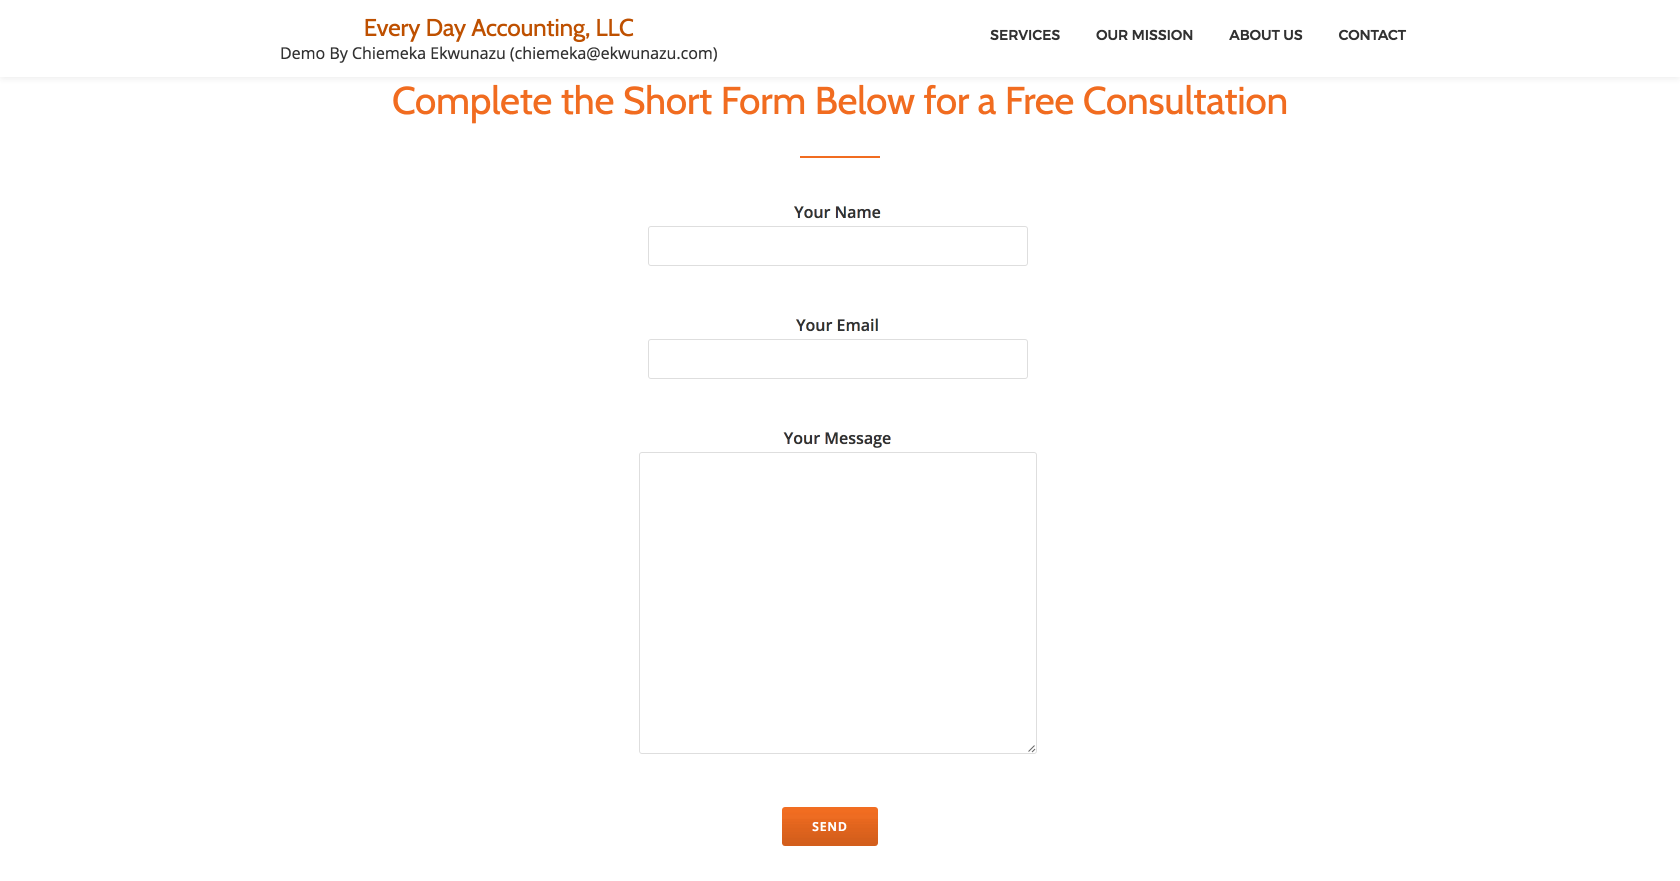 Every Day Accounting, LLC
Demo By Chiemeka Ekwunazu (chiemeka@ekwunazu.com)
SERVICES OUR MISSION ABOUT US CONTACT
Complete the Short Form Below for a Free Consultation
Your Name
Your Email
Your Message
SEND